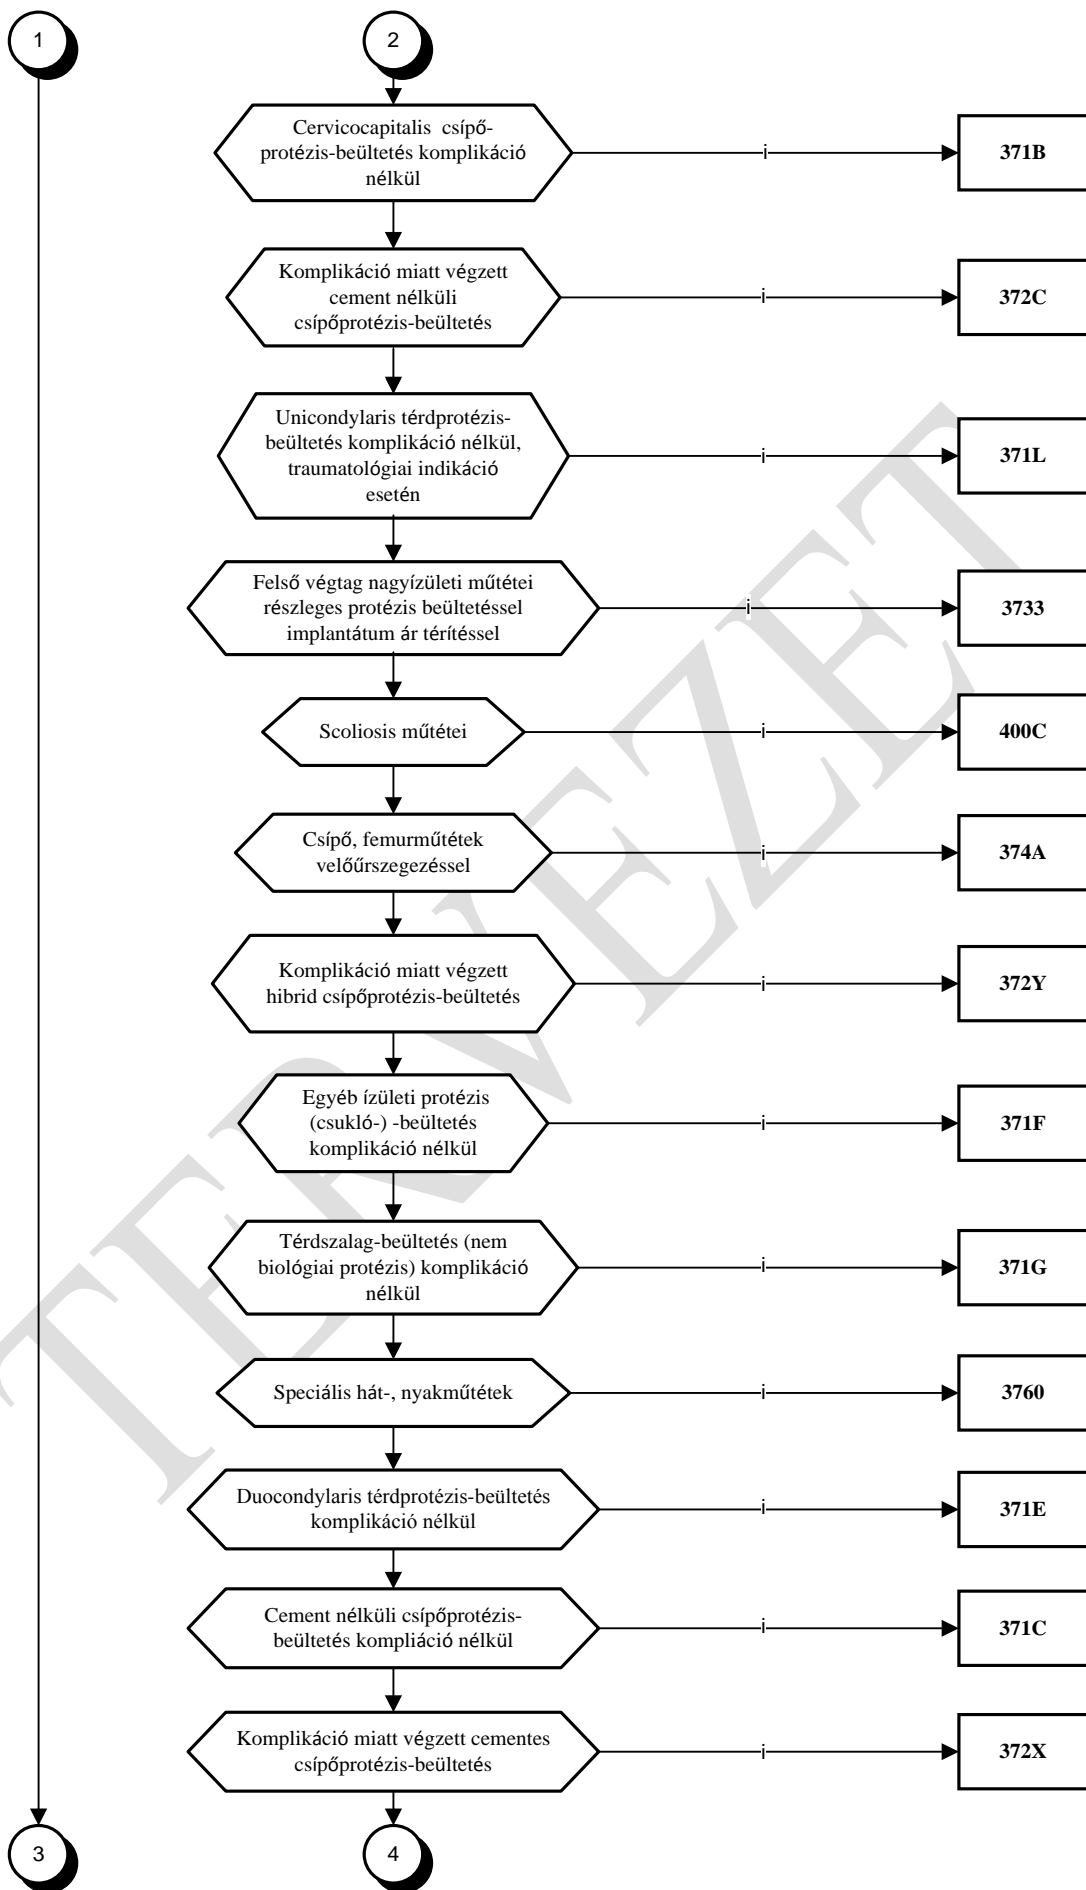 1
2
Cervicocapitalis csípő-
protézis-beültetés komplikáció
nélkül
i
371B
Komplikáció miatt végzett
cement nélküli
csípőprotézis-beültetés
i
372C
Unicondylaris térdprotézis-
beültetés komplikáció nélkül,
traumatológiai indikáció
esetén
i
371L
Felső végtag nagyízületi műtétei
részleges protézis beültetéssel
implantátum ár térítéssel
i
3733
Scoliosis műtétei
i
400C
Csípő, femurműtétek
velőűrszegezéssel
i
374A
Komplikáció miatt végzett
hibrid csípőprotézis-beültetés
i
372Y
Egyéb ízületi protézis
(csukló-) -beültetés
komplikáció nélkül
i
371F
Térdszalag-beültetés (nem
biológiai protézis) komplikáció
nélkül
i
371G
Speciális hát-, nyakműtétek
i
3760
Duocondylaris térdprotézis-beültetés
komplikáció nélkül
i
371E
Cement nélküli csípőprotézis-
beültetés kompliáció nélkül
i
371C
Komplikáció miatt végzett cementes
csípőprotézis-beültetés
i
372X
3
4
TERVEZET